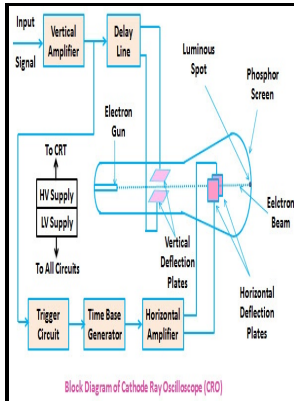 Input
Signal
Vertical
Amplifier
Delay
Line
Luminous
Spot
Phosphor
Screen
Electron
Gun
To CRT
HV Supply
LV Supply
To All Circuits
Vertical
Deflection
Plates
Eelctron
Beam
Horizontal
Deflection
Plates
Trigger
Circuit
Time Base
Generator
Horizontal
Amplifier
Block Diagram of Cathode Ray Oscilloscope (CRO)